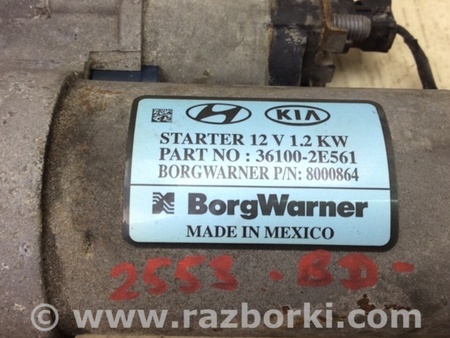 KIA
STARTER 12 V 1.2 KW
PART NO : 36100-2E561
BORGWARNER P/N: 8000864
BorgWarner
MADE IN MEXICO
2553 -BD-
www.razborki.com